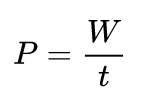 P = W/t